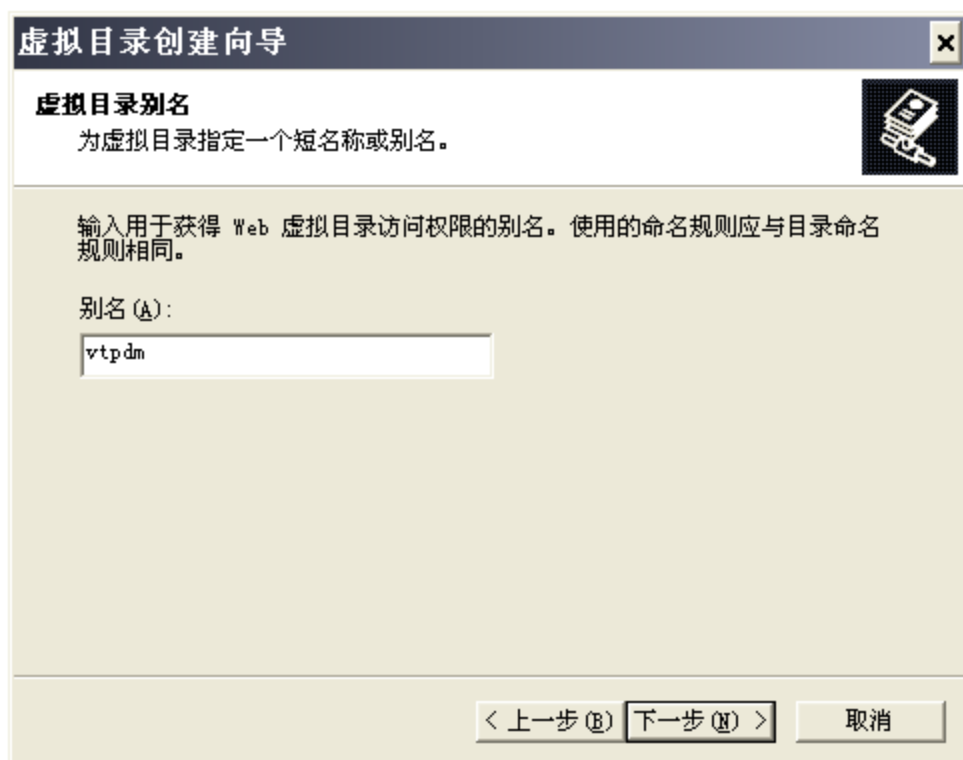 虚拟目录创建向导
虚拟目录别名
为虚拟目录指定一个短名称或别名。
输入用于获得 Web 虚拟目录访问权限的别名。使用的命名规则应与目录命名
规则相同。
别名(A):
vtpdm
< 上一步(B) 下一步(N) > 取消